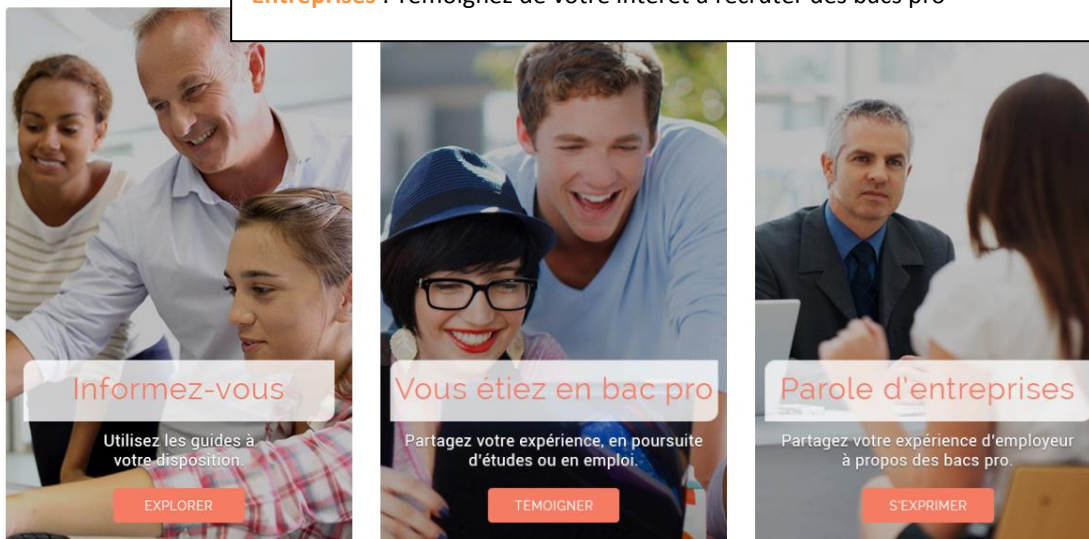 Entreprises : Témoignez de votre intérêt à recruter des bacs pro
Informez-vous
Utilisez les guides à
votre disposition.
EXPLORER
Vous étiez en bac pro
Partagez votre expérience, en poursuite
d'études ou en emploi.
TEMOIGNER
Parole d'entreprises
Partagez votre expérience d'employeur
à propos des bacs pro.
S'EXPRIMER